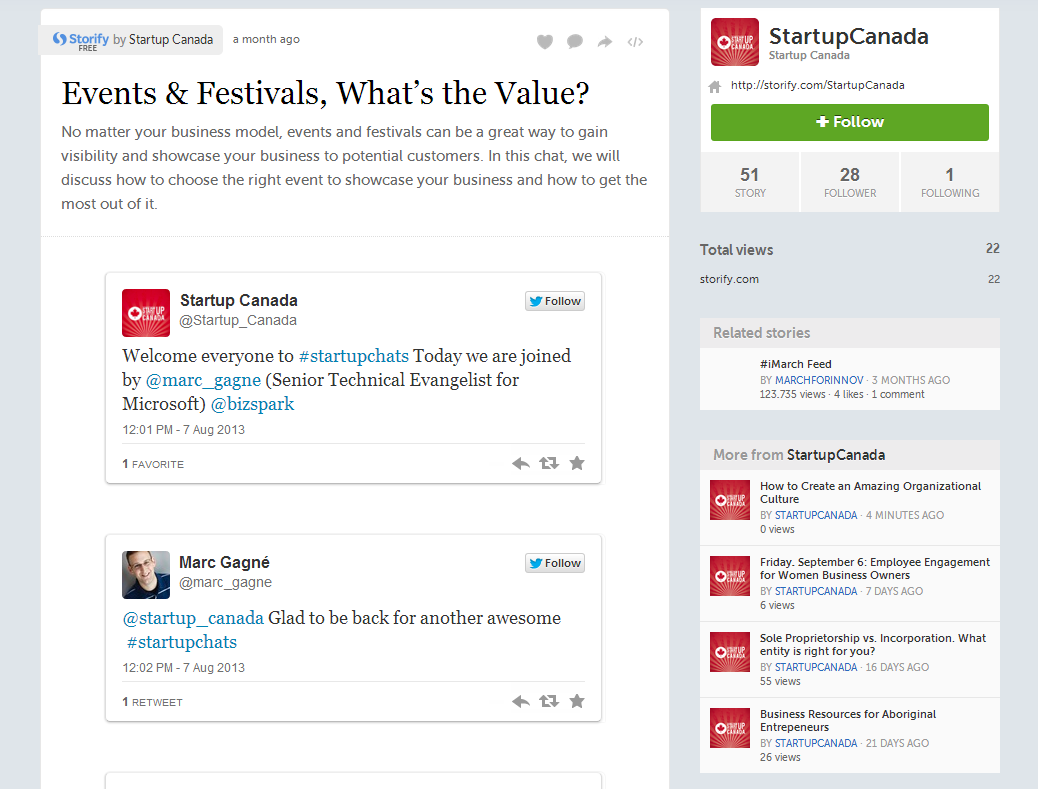 Storify by Startup Canada a month ago
FREE
Events & Festivals, What's the Value?
No matter your business model, events and festivals can be a great way to gain
visibility and showcase your business to potential customers. In this chat, we will
discuss how to choose the right event to showcase your business and how to get the
most out of it.
STARTUP
CANADA
Startup Canada
@Startup_Canada
Follow
Welcome everyone to #startupchats Today we are joined
by @marc_gagne (Senior Technical Evangelist for
Microsoft) @bizspark
12:01 PM - 7 Aug 2013
1 FAVORITE
Marc Gagné
@marc_gagne
Follow
@startup_canada Glad to be back for another awesome
#startupchats
12:02 PM - 7 Aug 2013
1 RETWEET
STARTUP
CANADA
StartupCanada
Startup Canada
http://storify.com/StartupCanada
+ Follow
51 28 1
STORY FOLLOWER FOLLOWING
Total views 22
storify.com 22
Related stories
#iMarch Feed
BY MARCHFORINNOV · 3 MONTHS AGO
123.735 views · 4 likes · 1 comment
More from StartupCanada
STARTUP
CANADA
How to Create an Amazing Organizational
Culture
BY STARTUPCANADA · 4 MINUTES AGO
0 views
STARTUP
CANADA
Friday. September 6: Employee Engagement
for Women Business Owners
BY STARTUPCANADA · 7 DAYS AGO
6 views
STARTUP
CANADA
Sole Proprietorship vs. Incorporation. What
entity is right for you?
BY STARTUPCANADA · 16 DAYS AGO
55 views
STARTUP
CANADA
Business Resources for Aboriginal
Entrepeneurs
BY STARTUPCANADA · 21 DAYS AGO
26 views